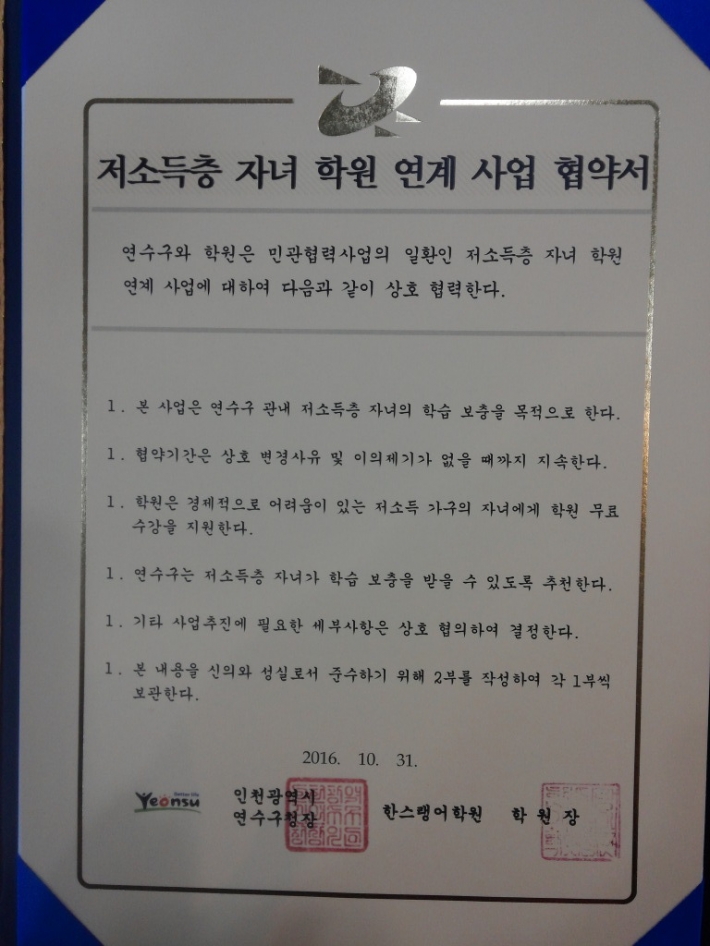 저소득층 자녀 학원 연계 사업 협약서
연수구와 학원은 민관협력사업의 일환인 저소득층 자녀 학원
연계 사업에 대하여 다음과 같이 상호 협력한다.
1. 본 사업은 연수구 관내 저소득층 자녀의 학습 보충을 목적으로 한다.
1. 협약기간은 상호 변경사유 및 이의제기가 없을 때까지 지속한다.
1. 학원은 경제적으로 어려움이 있는 저소득 가구의 자녀에게 학원 무료
수강을 지원한다.
1. 연수구는 저소득층 자녀가 학습 보충을 받을 수 있도록 추천한다.
1. 기타 사업추진에 필요한 세부사항은 상호 협의하여 결정한다.
1. 본 내용을 신의와 성실로서 준수하기 위해 2부를 작성하여 각 1부씩
보관한다.
2016. 10. 31.
Yeonsu
인천광역시
연수구청장
한스랭어학원 학 원 장